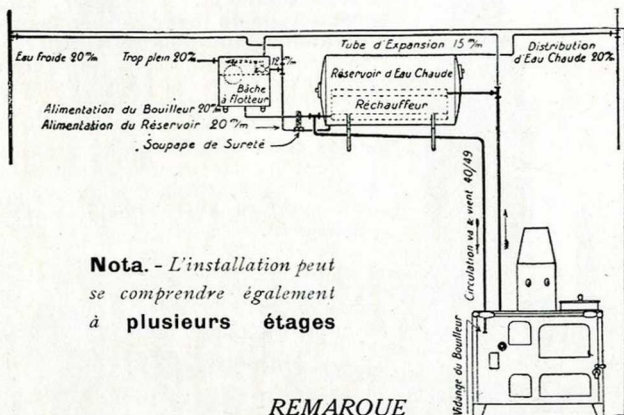 Eau froide 20 m/m
Trop plein 20 m/m
12 m/m
Tube d'Expansion 15 m/m
Distribution
d'Eau Chaude 20 m/m
Réservoir d'Eau Chaude
Bâche
à flotteur
Réchauffeur
Alimentation du Bouilleur 20 m/m
Alimentation du Réservoir 20 m/m
Soupape de Sureté
Circulation va & vient 40/49
Vidange du Bouilleur
Nota. - L'installation peut
se comprendre également
à plusieurs étages
REMARQUE